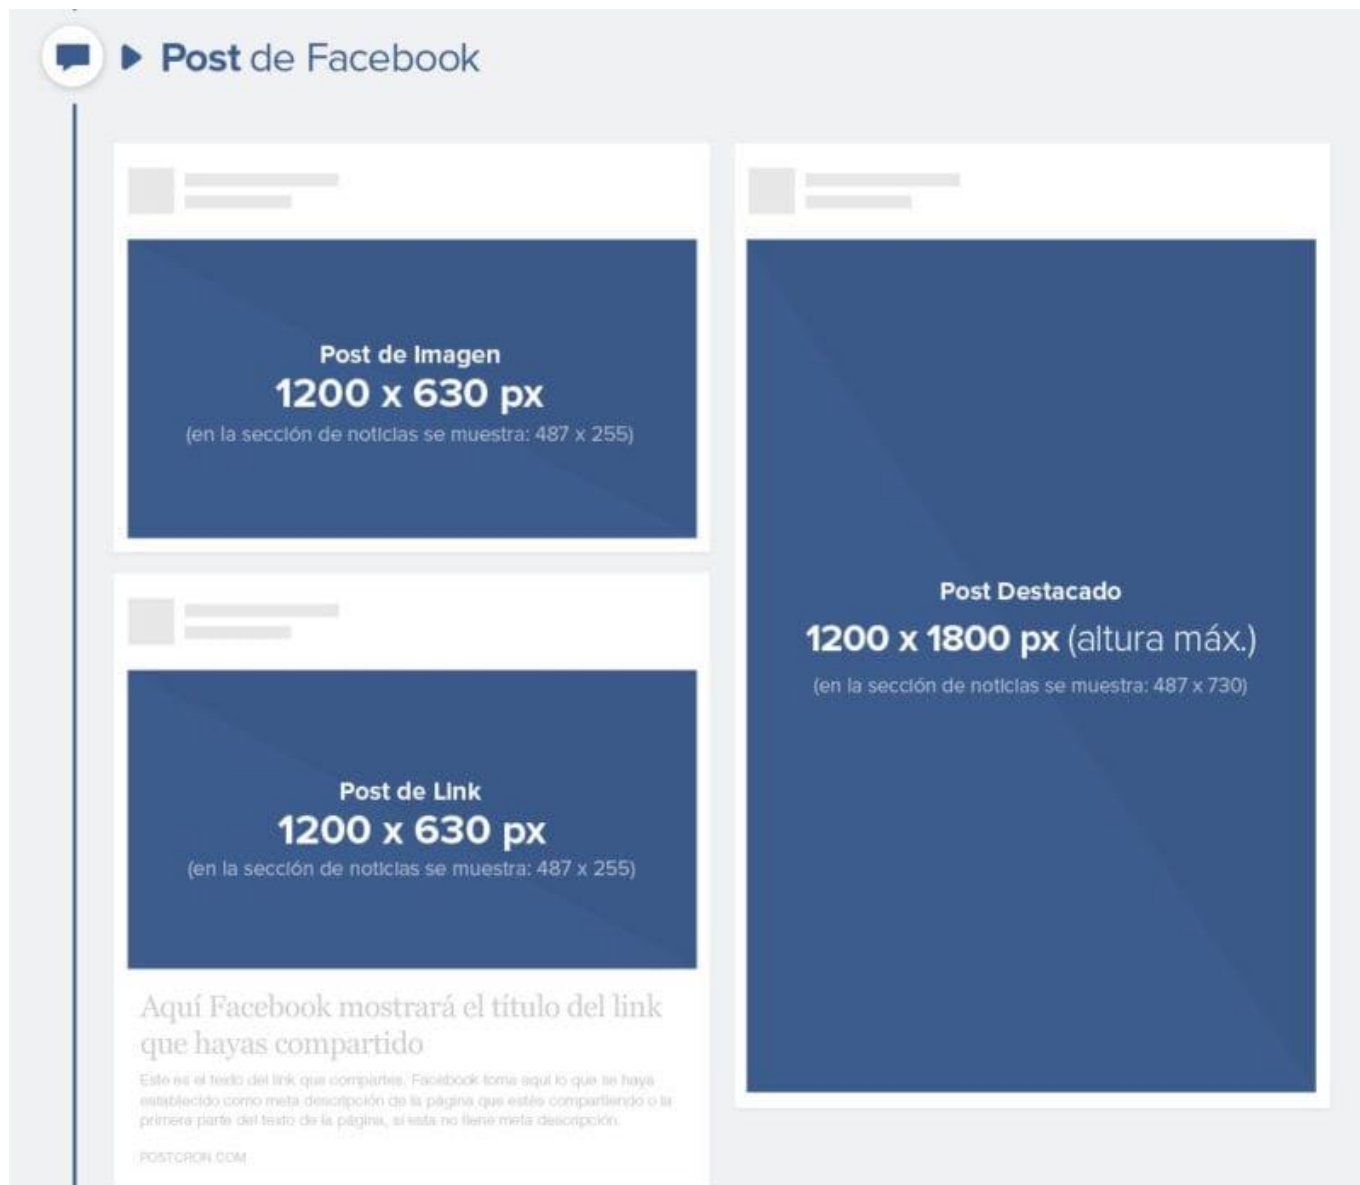 Post de Facebook
Post de Imagen
1200 x 630 px
(en la sección de noticias se muestra: 487 x 255)
Post de Link
1200 x 630 px
(en la sección de noticias se muestra: 487 x 255)
Aquí Facebook mostrará el título del link
que hayas compartido
Este es el texto del link que compartes. Facebook toma aquí lo que se haya
establecido como meta descripción de la página que estés compartiendo o la
primera parte del texto de la página, si esta no tiene meta descripción.
POSTCRON.COM
Post Destacado
1200 x 1800 px (altura máx.)
(en la sección de noticias se muestra: 487 x 730)